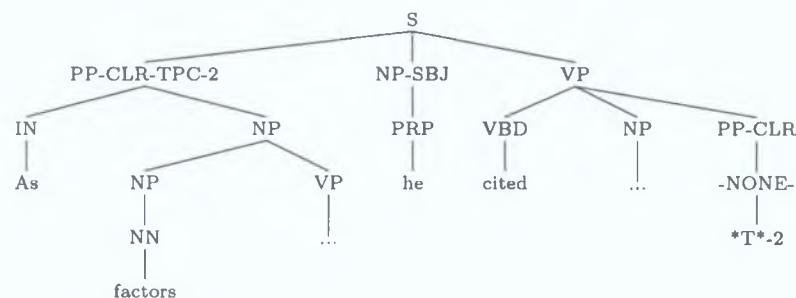 S
PP-CLR-TPC-2 NP-SBJ VP
IN NP PRP VBD NP PP-CLR
As NP VP he cited ... -NONE-
NN ... *T*-2
factors